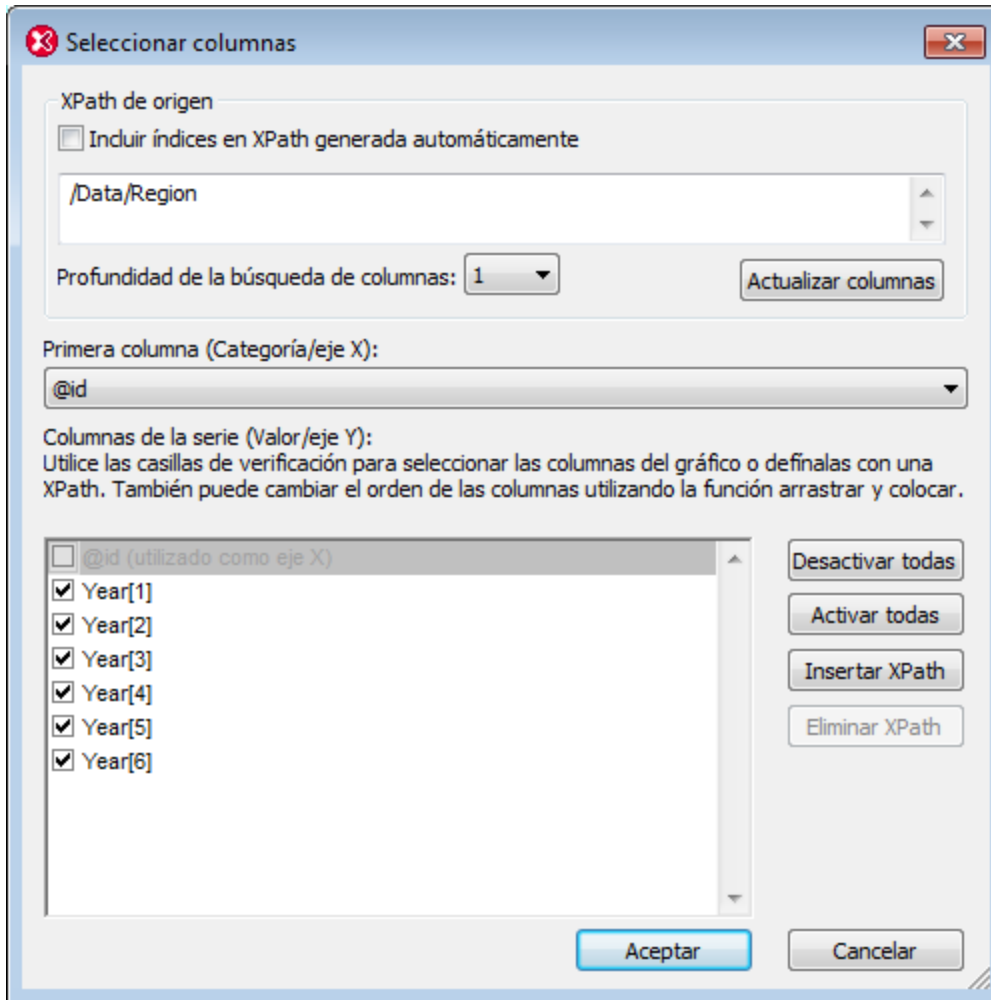 Seleccionar columnas
XPath de origen
Incluir índices en XPath generada automáticamente
/Data/Region
Profundidad de la búsqueda de columnas: 1
Actualizar columnas
Primera columna (Categoría/eje X):
@id
Columnas de la serie (Valor/eje Y):
Utilice las casillas de verificación para seleccionar las columnas del gráfico o defínalas con una
XPath. También puede cambiar el orden de las columnas utilizando la función arrastrar y colocar.
@id (utilizado como eje X)
Year[1]
Year[2]
Year[3]
Year[4]
Year[5]
Year[6]
Desactivar todas
Activar todas
Insertar XPath
Eliminar XPath
Aceptar
Cancelar